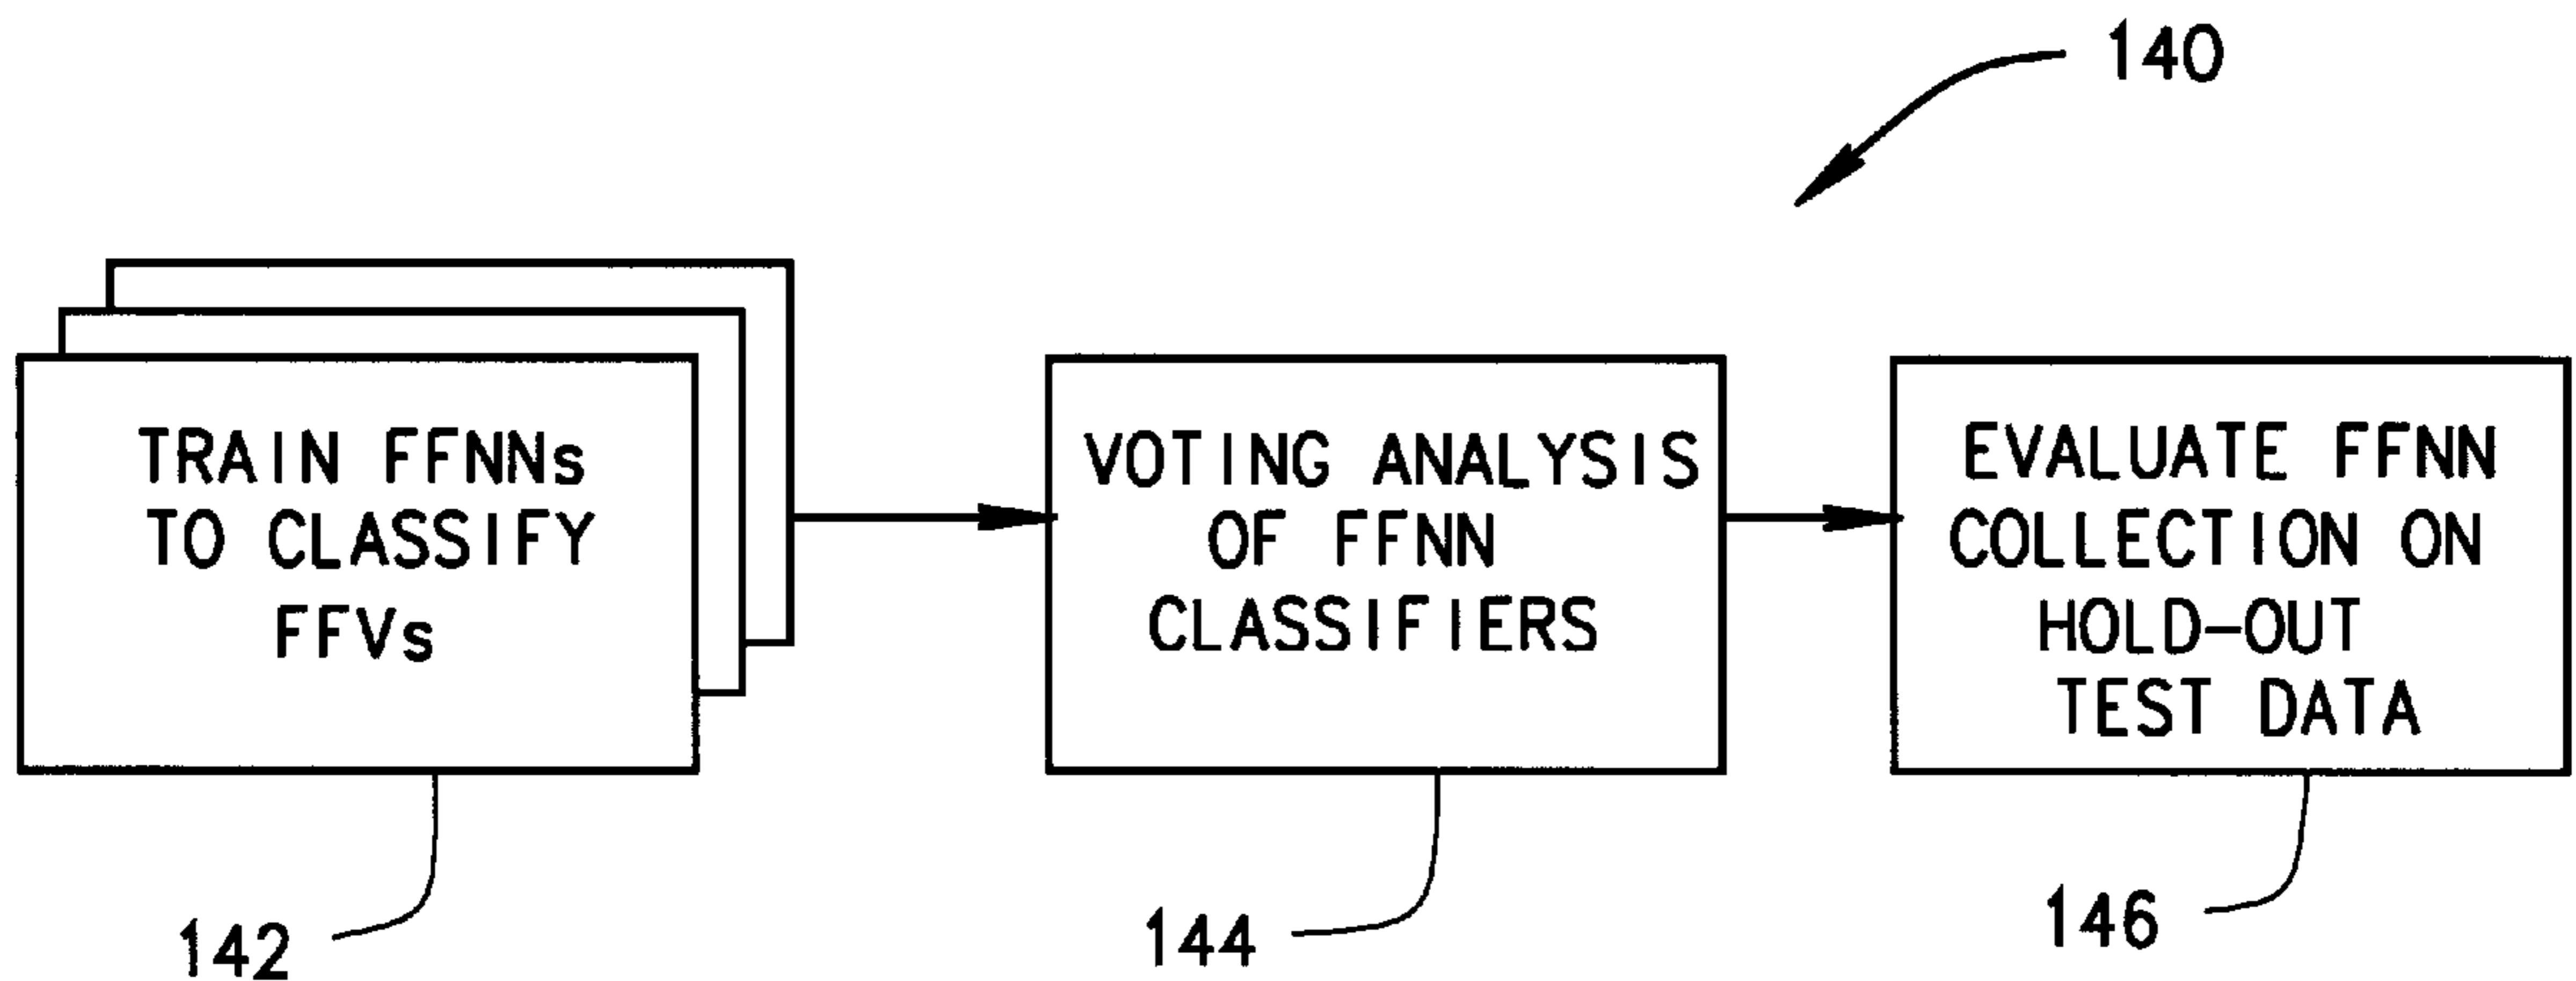 140
TRAIN FFNNs
TO CLASSIFY
FFVs
VOTING ANALYSIS
OF FFNN
CLASSIFIERS
EVALUATE FFNN
COLLECTION ON
HOLD-OUT
TEST DATA
142
144
146